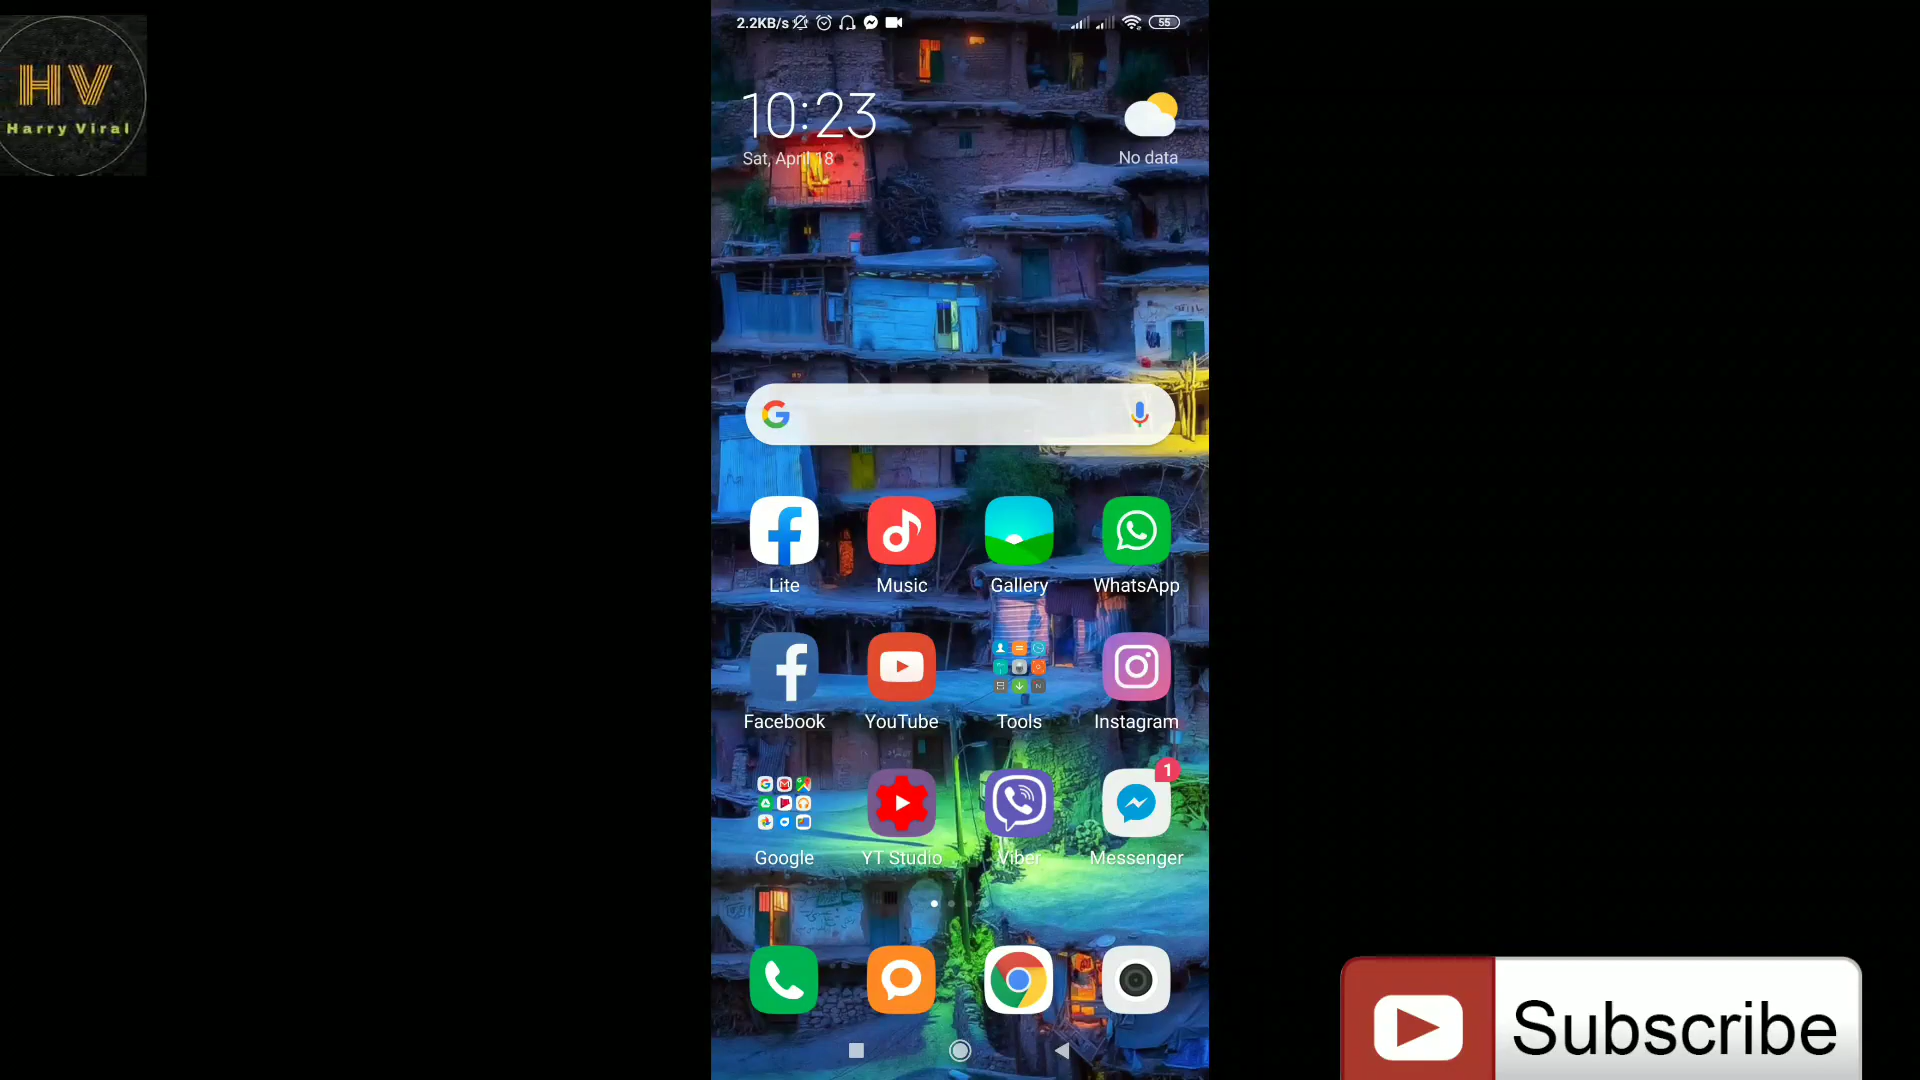 HV
Harry Viral
2.2KB/s
55
10:23
Sat, April 18
No data
Lite
Music
Gallery
WhatsApp
Facebook
YouTube
Tools
Instagram
1
Google
YT Studio
Viber
Messenger
Subscribe